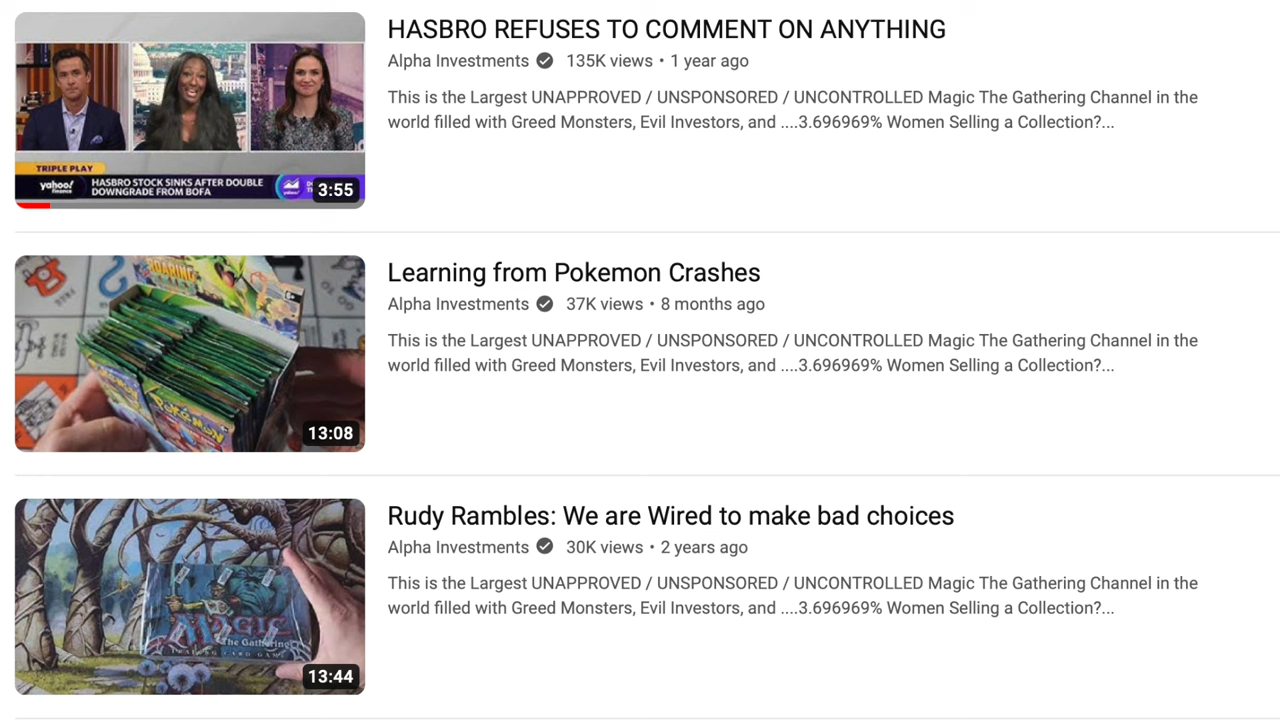 HASBRO REFUSES TO COMMENT ON ANYTHING
Alpha Investments 135K views • 1 year ago
This is the Largest UNAPPROVED / UNSPONSORED / UNCONTROLLED Magic The Gathering Channel in the
world filled with Greed Monsters, Evil Investors, and ....3.696969% Women Selling a Collection?...
TRIPLE PLAY
yahoo!
finance
HASBRO STOCK SINKS AFTER DOUBLE
DOWNGRADE FROM BOFA
yahoo!
3:55
Learning from Pokemon Crashes
Alpha Investments 37K views • 8 months ago
This is the Largest UNAPPROVED / UNSPONSORED / UNCONTROLLED Magic The Gathering Channel in the
world filled with Greed Monsters, Evil Investors, and ....3.696969% Women Selling a Collection?...
ROARING
POKéMON
13:08
Rudy Rambles: We are Wired to make bad choices
Alpha Investments 30K views • 2 years ago
This is the Largest UNAPPROVED / UNSPONSORED / UNCONTROLLED Magic The Gathering Channel in the
world filled with Greed Monsters, Evil Investors, and ....3.696969% Women Selling a Collection?...
MAGIC
The Gathering
TRADING CARD GAME
13:44